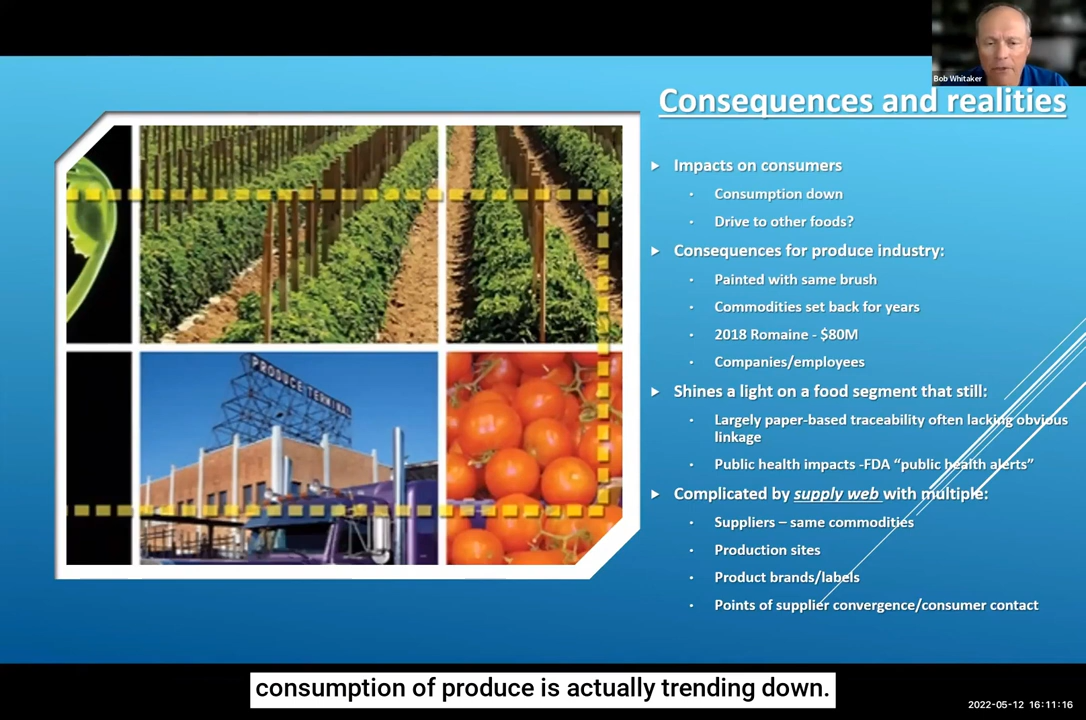 Bob Whitaker
Consequences and realities
Impacts on consumers
Consumption down
Drive to other foods?
Consequences for produce industry:
Painted with same brush
Commodities set back for years
2018 Romaine - $80M
Companies/employees
Shines a light on a food segment that still:
Largely paper-based traceability often lacking obvious
linkage
Public health impacts -FDA “public health alerts”
Complicated by supply web with multiple:
Suppliers – same commodities
Production sites
Product brands/labels
Points of supplier convergence/consumer contact
PRODUCE TERMINAL
consumption of produce is actually trending down.
2022-05-12 16:11:16